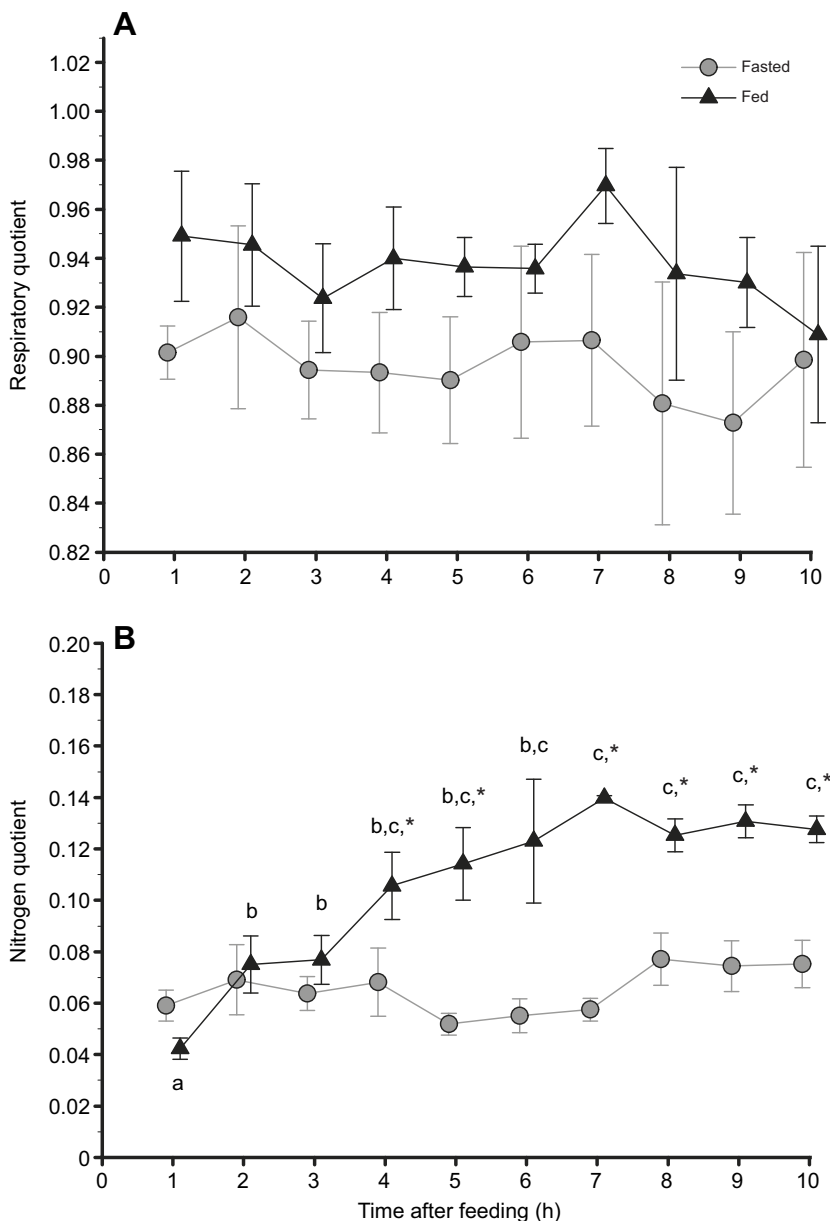 A
1.02
1.00
0.98
0.96
0.94
0.92
0.90
0.88
0.86
0.84
0.82
Respiratory quotient
Fasted
Fed
0 1 2 3 4 5 6 7 8 9 10
B
0.20
0.18
0.16
0.14
0.12
0.10
0.08
0.06
0.04
0.02
0
Nitrogen quotient
a
b
b
b,c,*
b,c,*
b,c
c,*
c,*
c,*
c,*
0 1 2 3 4 5 6 7 8 9 10
Time after feeding (h)